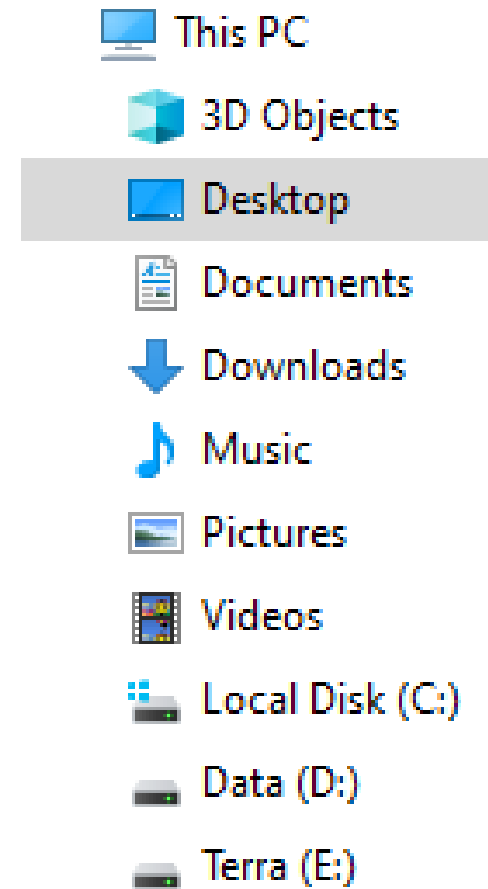 This PC
3D Objects
Desktop
Documents
Downloads
Music
Pictures
Videos
Local Disk (C:)
Data (D:)
Terra (E:)